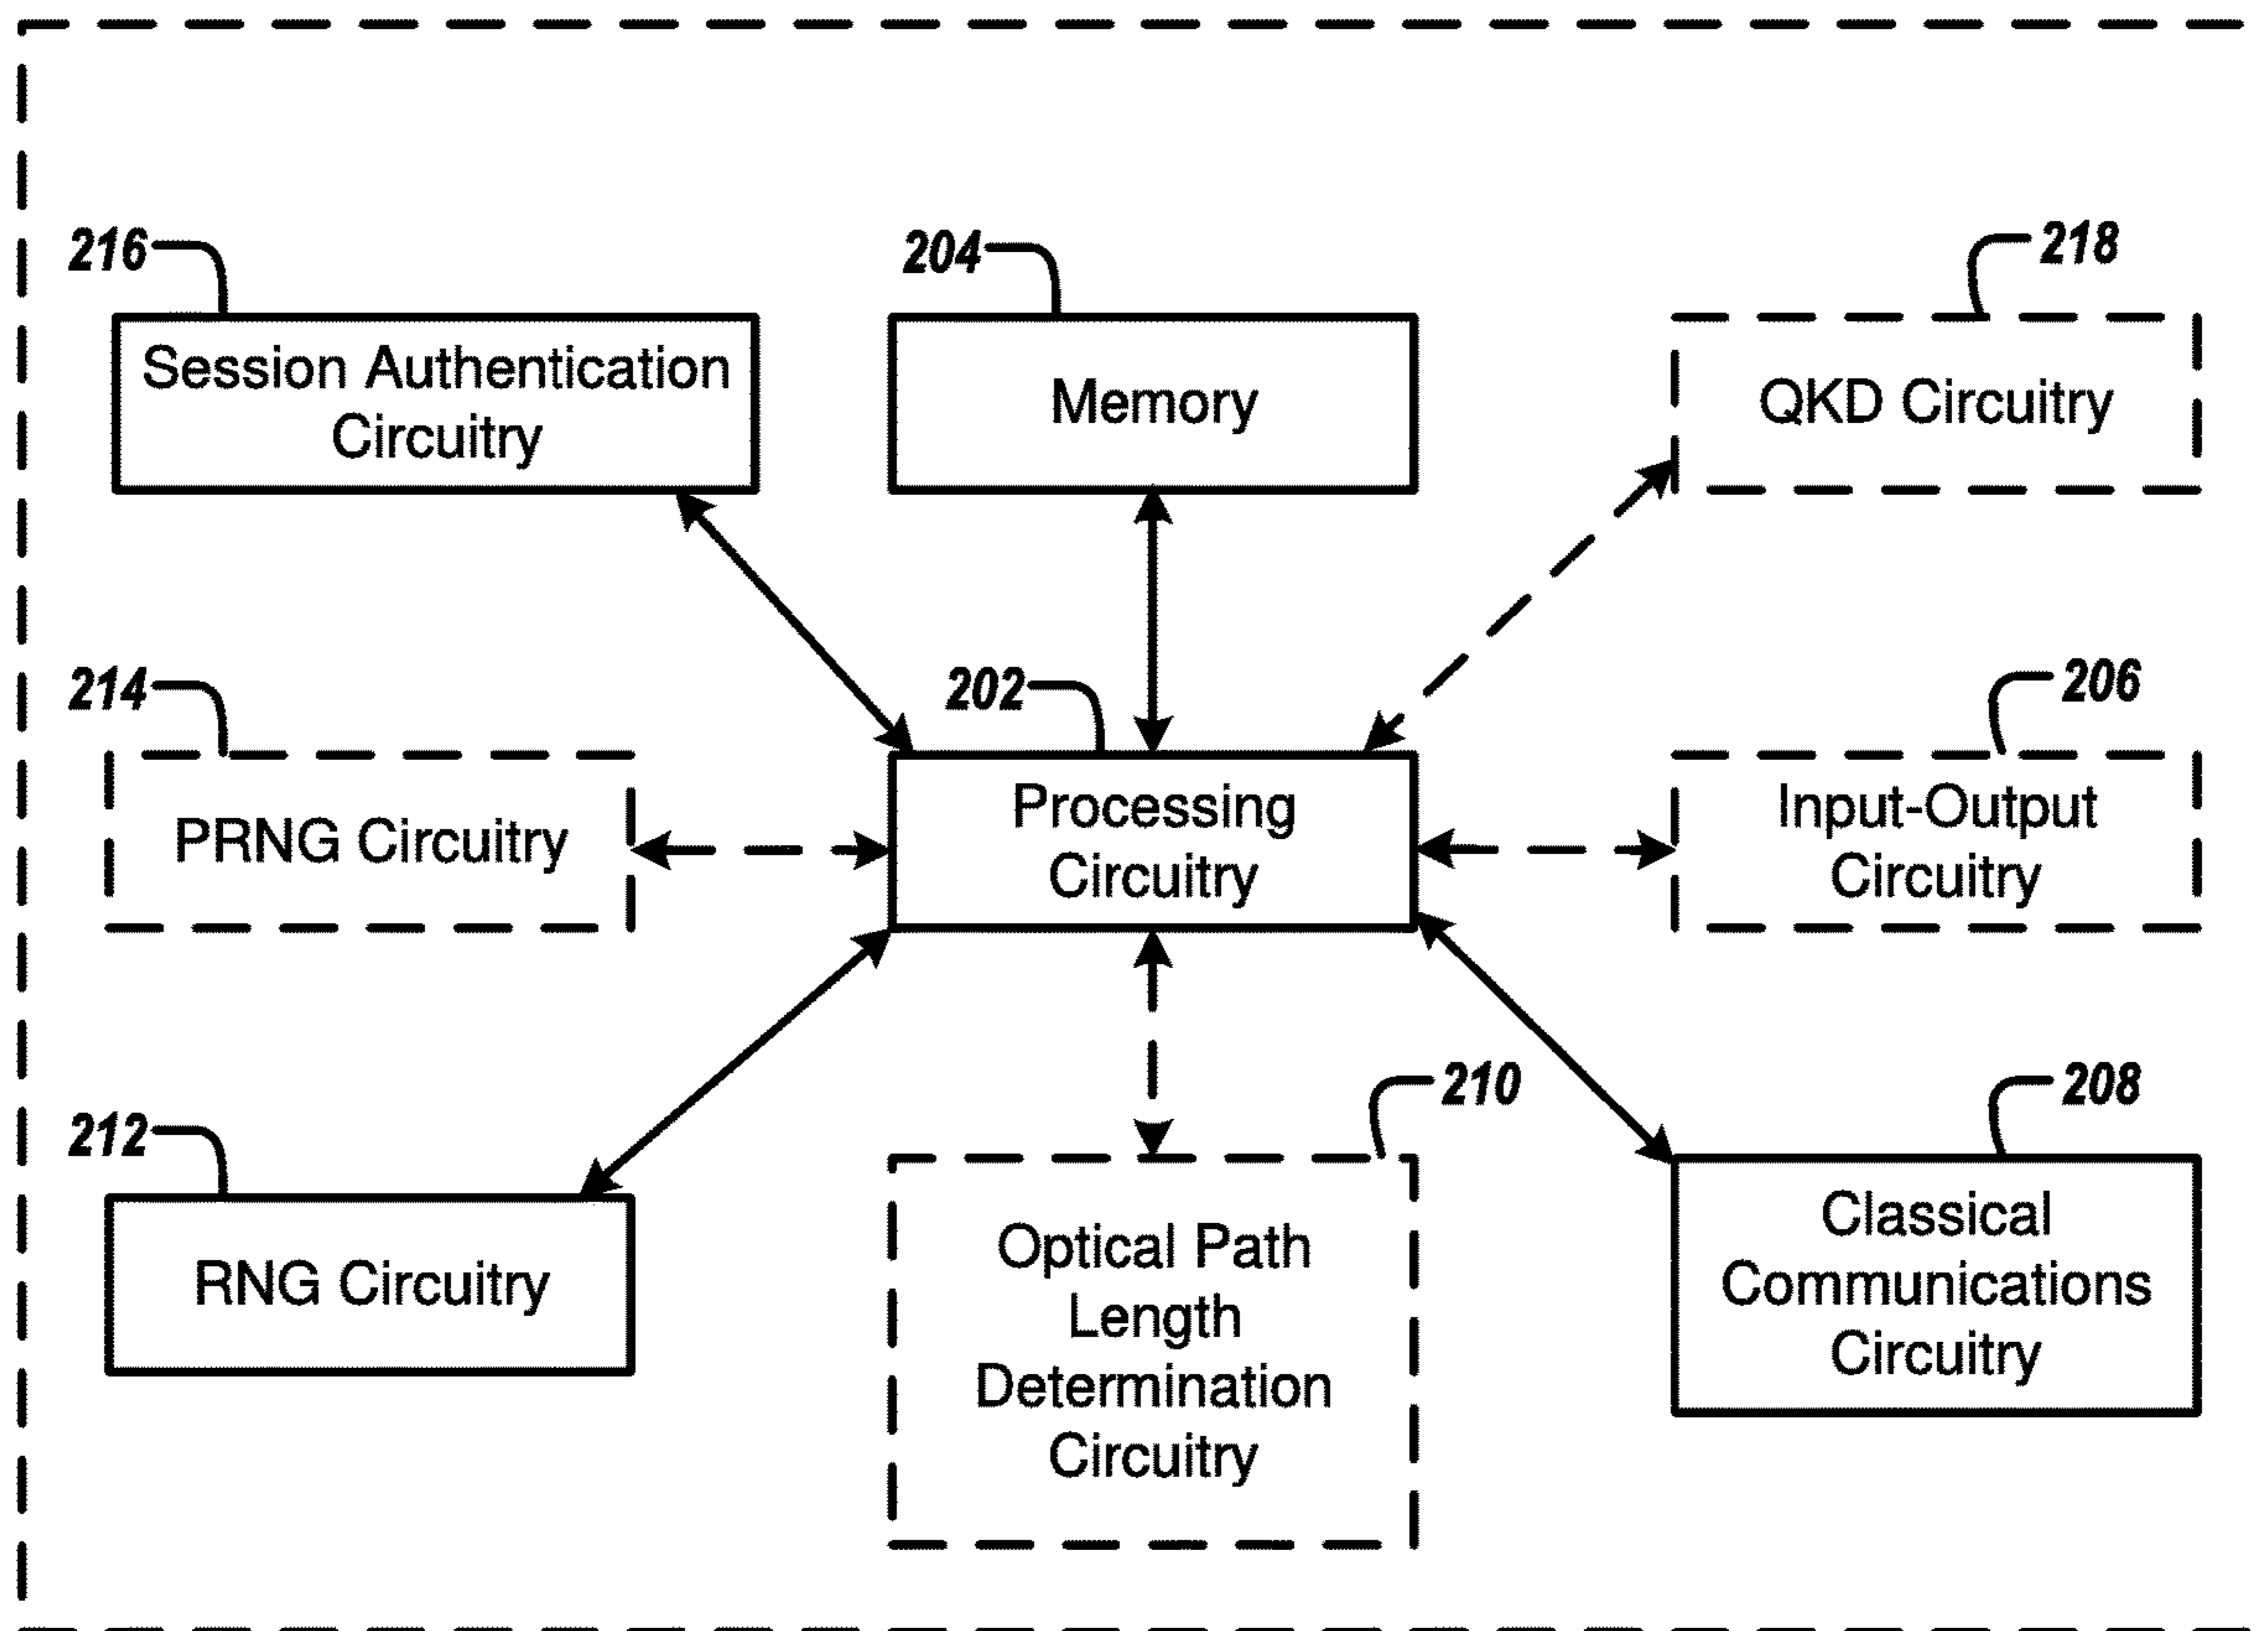 216
204
218
Session Authentication
Circuitry
Memory
QKD Circuitry
214
202
206
PRNG Circuitry
Processing
Circuitry
Input-Output
Circuitry
212
210
208
RNG Circuitry
Optical Path
Length
Determination
Circuitry
Classical
Communications
Circuitry